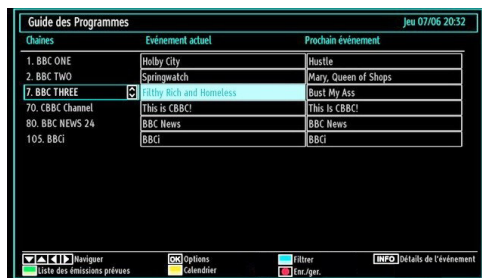 Guide des Programmes Jeu 07/06 20:32
Chaînes Evénement actuel Prochain événement
1. BBC ONE Holby City Hustle
2. BBC TWO Springwatch Mary, Queen of Shops
7. BBC THREE Filthy Rich and Homeless Bust My Ass
70. CBBC Channel This is CBBC! This Is CBBC!
80. BBC NEWS 24 BBC News BBC News
105. BBCi BBCi BBCi
Naviguer OK Options Filtrer INFO Détails de l'événement
Liste des émissions prévues Calendrier Enr./ger.